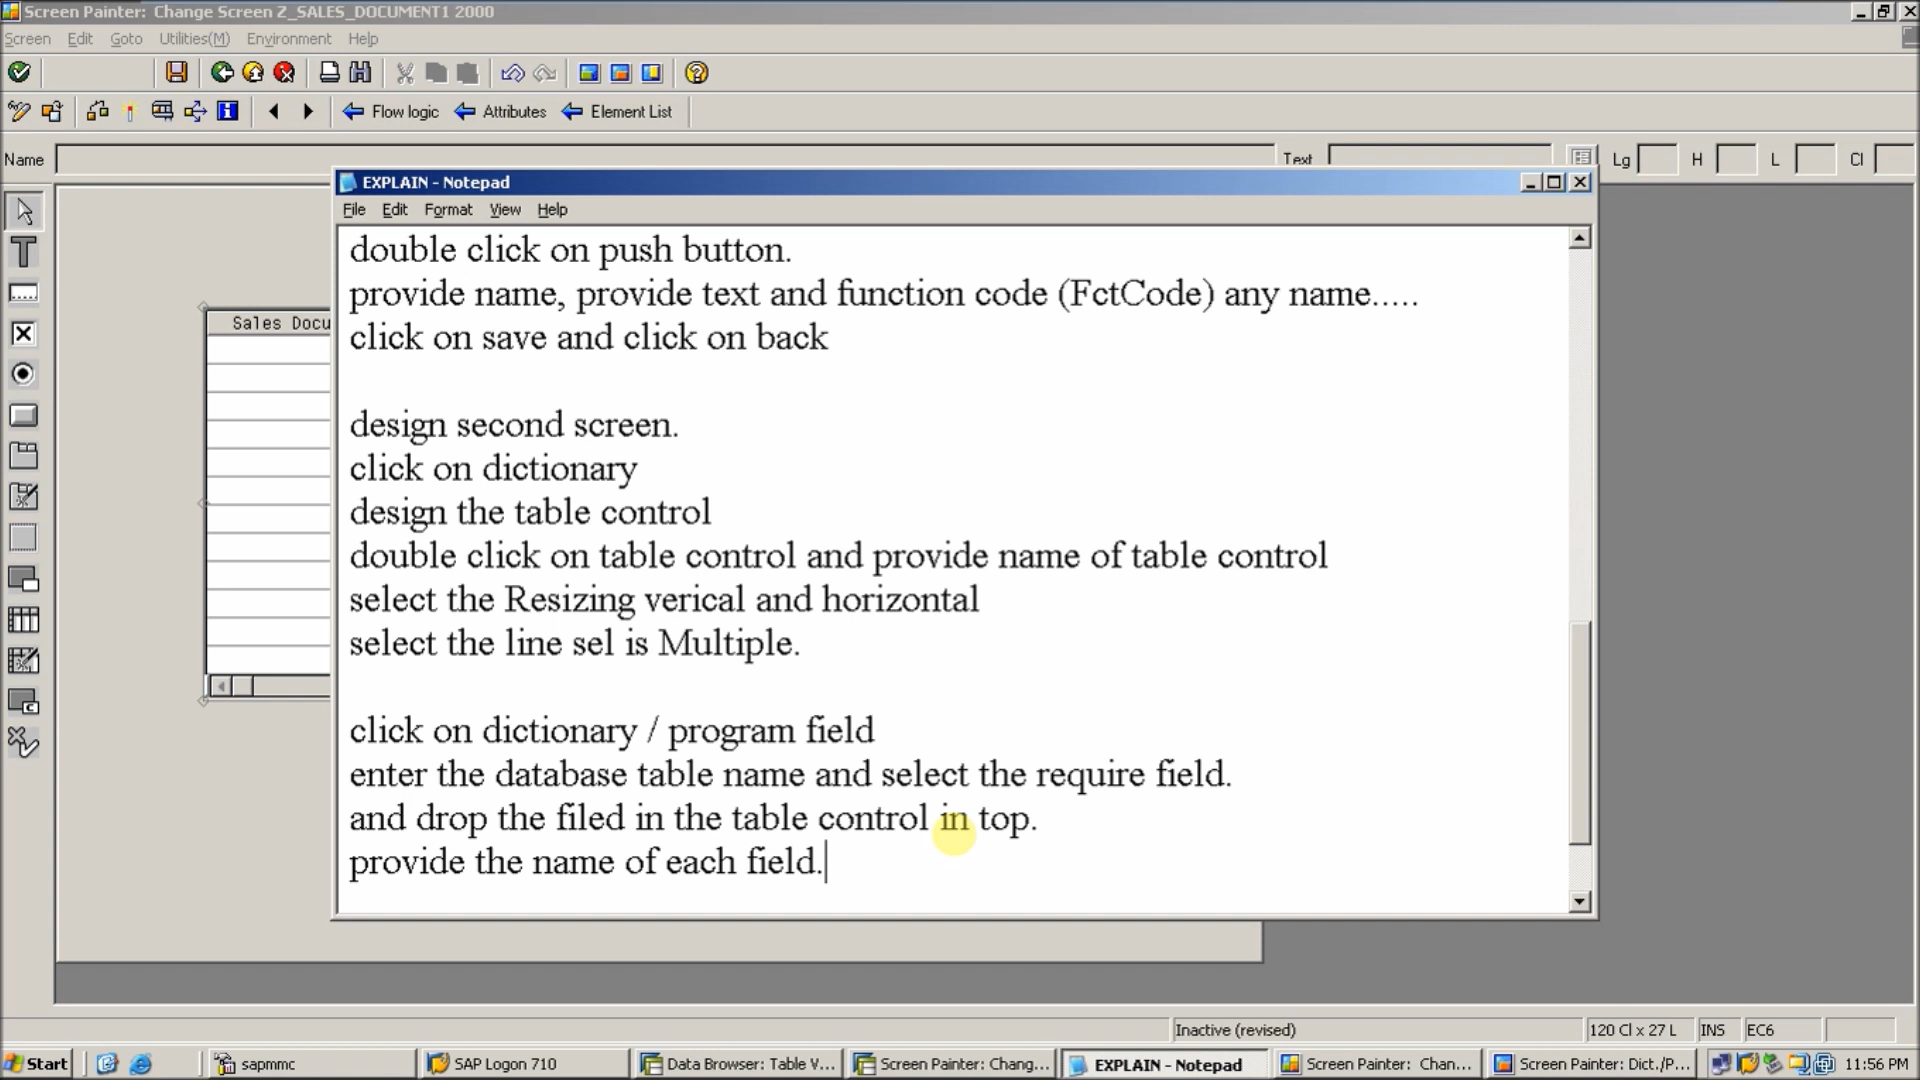 Screen Painter: Change Screen Z_SALES_DOCUMENT1 2000
Screen Edit Goto Utilities(M) Environment Help
Flow logic Attributes Element List
Name Text Lg H L Cl
EXPLAIN - Notepad
File Edit Format View Help
double click on push button.
provide name, provide text and function code (FctCode) any name.....
click on save and click on back
design second screen.
click on dictionary
design the table control
double click on table control and provide name of table control
select the Resizing verical and horizontal
select the line sel is Multiple.
click on dictionary / program field
enter the database table name and select the require field.
and drop the filed in the table control in top.
provide the name of each field.
Sales Docu
Inactive (revised) 120 Cl x 27 L INS EC6
Start sapmmc SAP Logon 710 Data Browser: Table V... Screen Painter: Chang... EXPLAIN - Notepad Screen Painter: Chan... Screen Painter: Dict./P... 11:56 PM